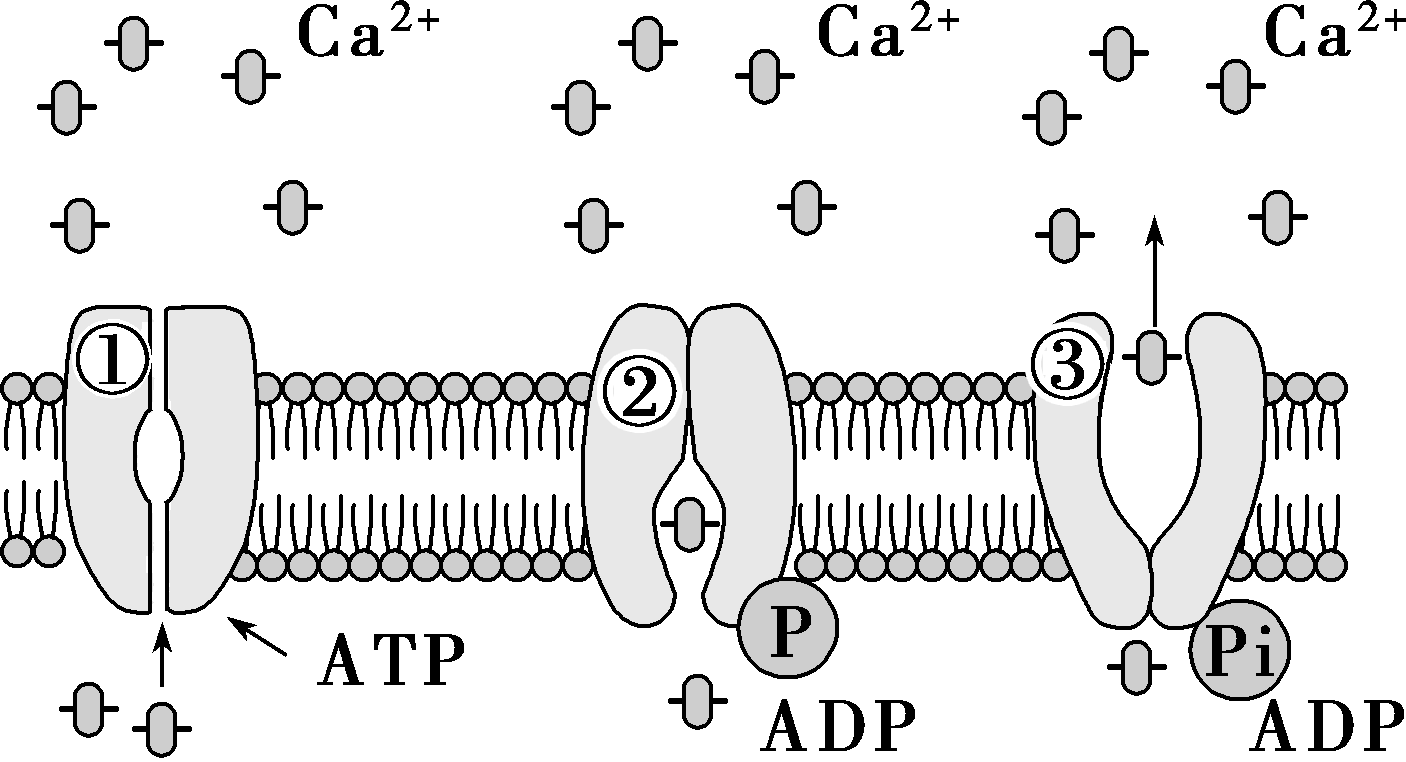 Ca²⁺ Ca²⁺ Ca²⁺
① ② ③
ATP P Pi
ADP ADP